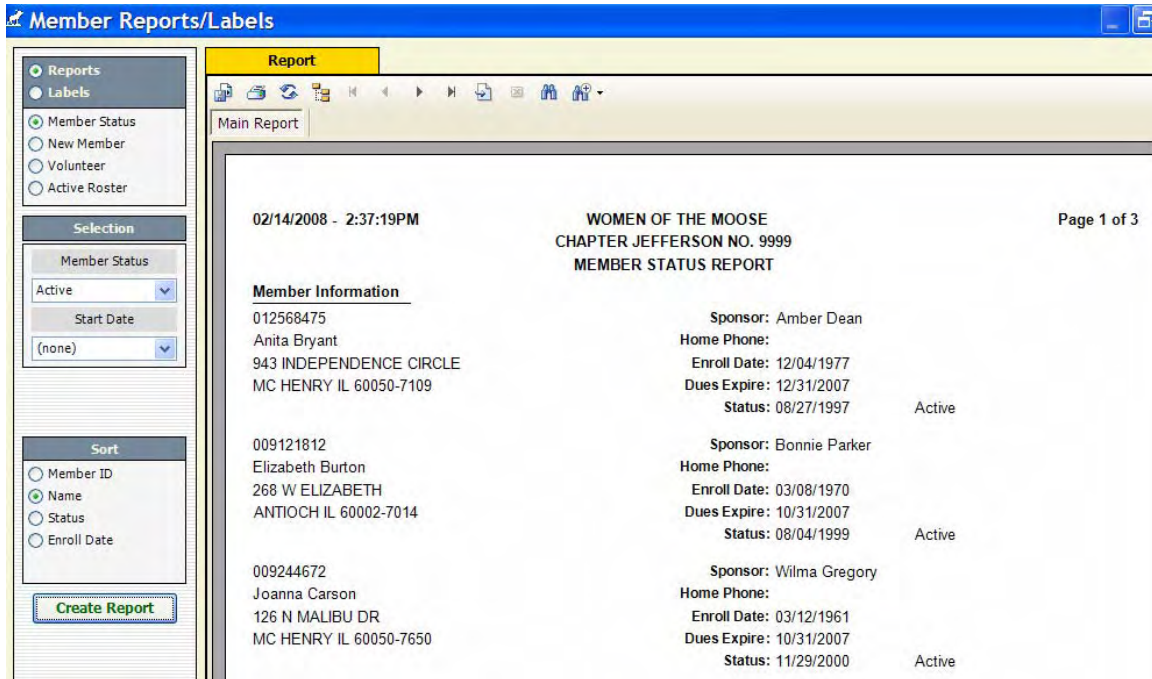 Member Reports/Labels
Reports
Labels
Member Status
New Member
Volunteer
Active Roster
Selection
Member Status
Active
Start Date
(none)
Sort
Member ID
Name
Status
Enroll Date
Create Report
Report
Main Report
02/14/2008 - 2:37:19PM WOMEN OF THE MOOSE Page 1 of 3
CHAPTER JEFFERSON NO. 9999
MEMBER STATUS REPORT
Member Information
012568475 Sponsor: Amber Dean
Anita Bryant Home Phone:
943 INDEPENDENCE CIRCLE Enroll Date: 12/04/1977
MC HENRY IL 60050-7109 Dues Expire: 12/31/2007
Status: 08/27/1997 Active
009121812 Sponsor: Bonnie Parker
Elizabeth Burton Home Phone:
268 W ELIZABETH Enroll Date: 03/08/1970
ANTIOCH IL 60002-7014 Dues Expire: 10/31/2007
Status: 08/04/1999 Active
009244672 Sponsor: Wilma Gregory
Joanna Carson Home Phone:
126 N MALIBU DR Enroll Date: 03/12/1961
MC HENRY IL 60050-7650 Dues Expire: 10/31/2007
Status: 11/29/2000 Active